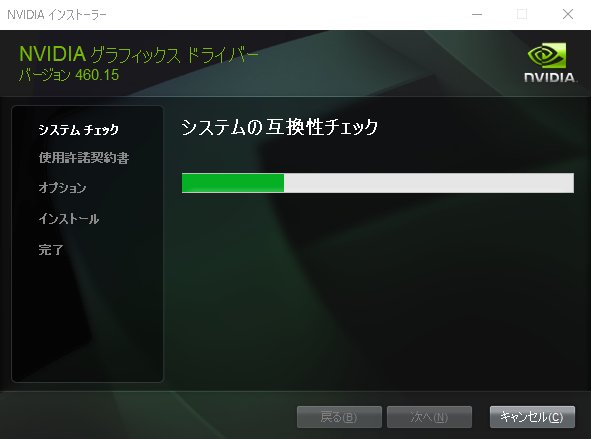 NVIDIA インストーラー
NVIDIA グラフィックス ドライバー
バージョン 460.15
NVIDIA.
システム チェック
使用許諾契約書
オプション
インストール
完了
システムの互換性チェック
戻る(B)
次へ(N)
キャンセル(C)